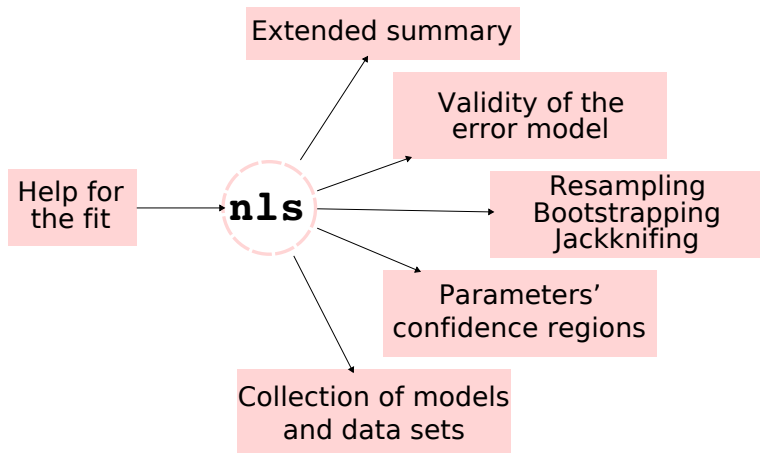 Extended summary
Validity of the
error model
Help for
the fit
nls
Resampling
Bootstrapping
Jackknifing
Parameters’
confidence regions
Collection of models
and data sets